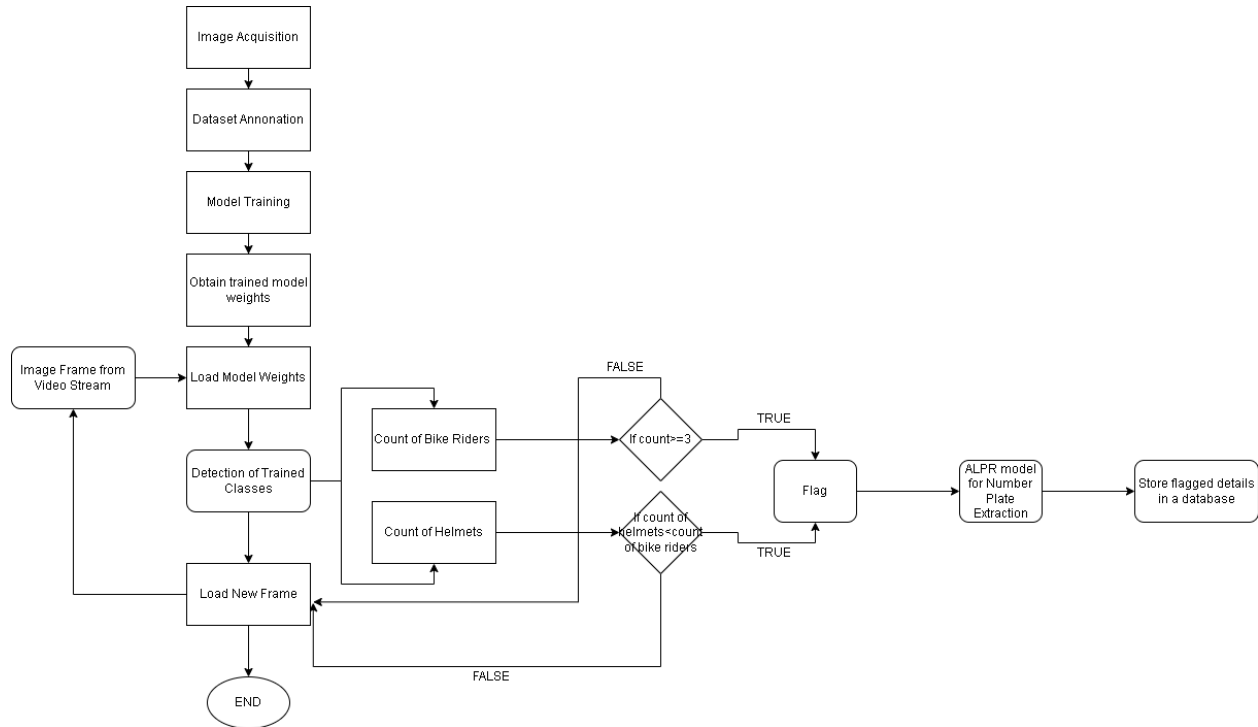 Image Acquisition
Dataset Annonation
Model Training
Obtain trained model
weights
Image Frame from
Video Stream
Load Model Weights
FALSE
Count of Bike Riders
If count>=3
TRUE
Detection of Trained
Classes
Flag
ALPR model
for Number
Plate
Extraction
Store flagged details
in a database
Count of Helmets
If count of
helmets<count
of bike riders
TRUE
Load New Frame
FALSE
END